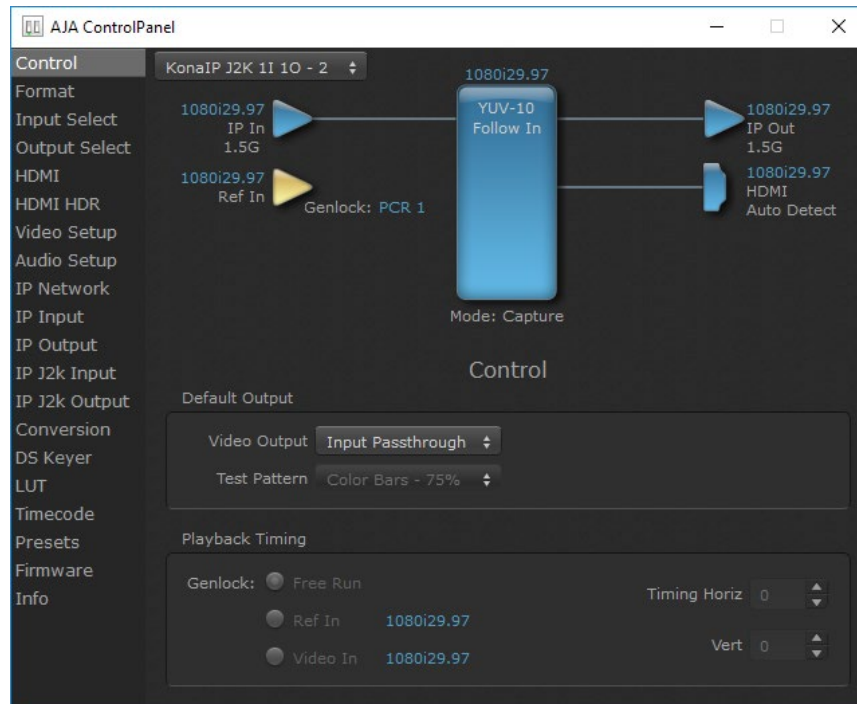 AJA ControlPanel
Control
Format
Input Select
Output Select
HDMI
HDMI HDR
Video Setup
Audio Setup
IP Network
IP Input
IP Output
IP J2k Input
IP J2k Output
Conversion
DS Keyer
LUT
Timecode
Presets
Firmware
Info
KonaIP J2K 1I 1O - 2
1080i29.97
IP In
1.5G
1080i29.97
Ref In
Genlock: PCR 1
1080i29.97
YUV-10
Follow In
Mode: Capture
1080i29.97
IP Out
1.5G
1080i29.97
HDMI
Auto Detect
Control
Default Output
Video Output Input Passthrough
Test Pattern Color Bars - 75%
Playback Timing
Genlock: Free Run
Ref In 1080i29.97
Video In 1080i29.97
Timing Horiz 0
Vert 0